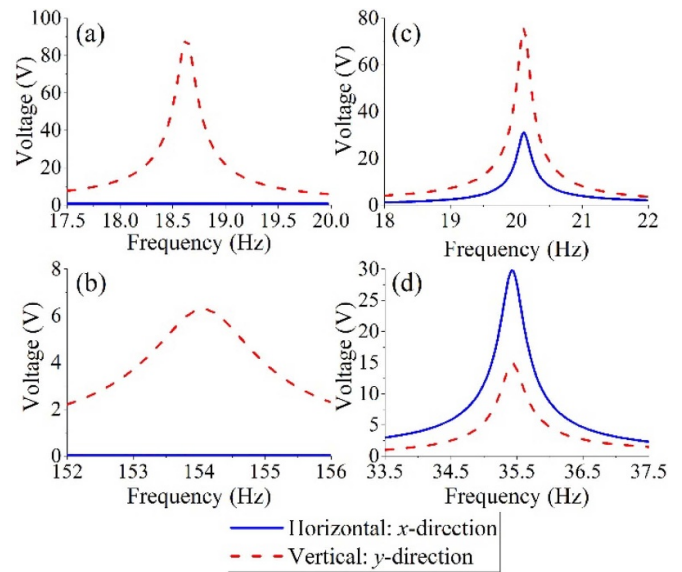 (a)
Voltage (V)
100
80
60
40
20
0
17.5 18.0 18.5 19.0 19.5 20.0
Frequency (Hz)
(c)
Voltage (V)
80
60
40
20
0
18 19 20 21 22
Frequency (Hz)
(b)
Voltage (V)
8
6
4
2
0
152 153 154 155 156
Frequency (Hz)
(d)
Voltage (V)
30
25
20
15
10
5
0
33.5 34.5 35.5 36.5 37.5
Frequency (Hz)
Horizontal: x-direction
Vertical: y-direction